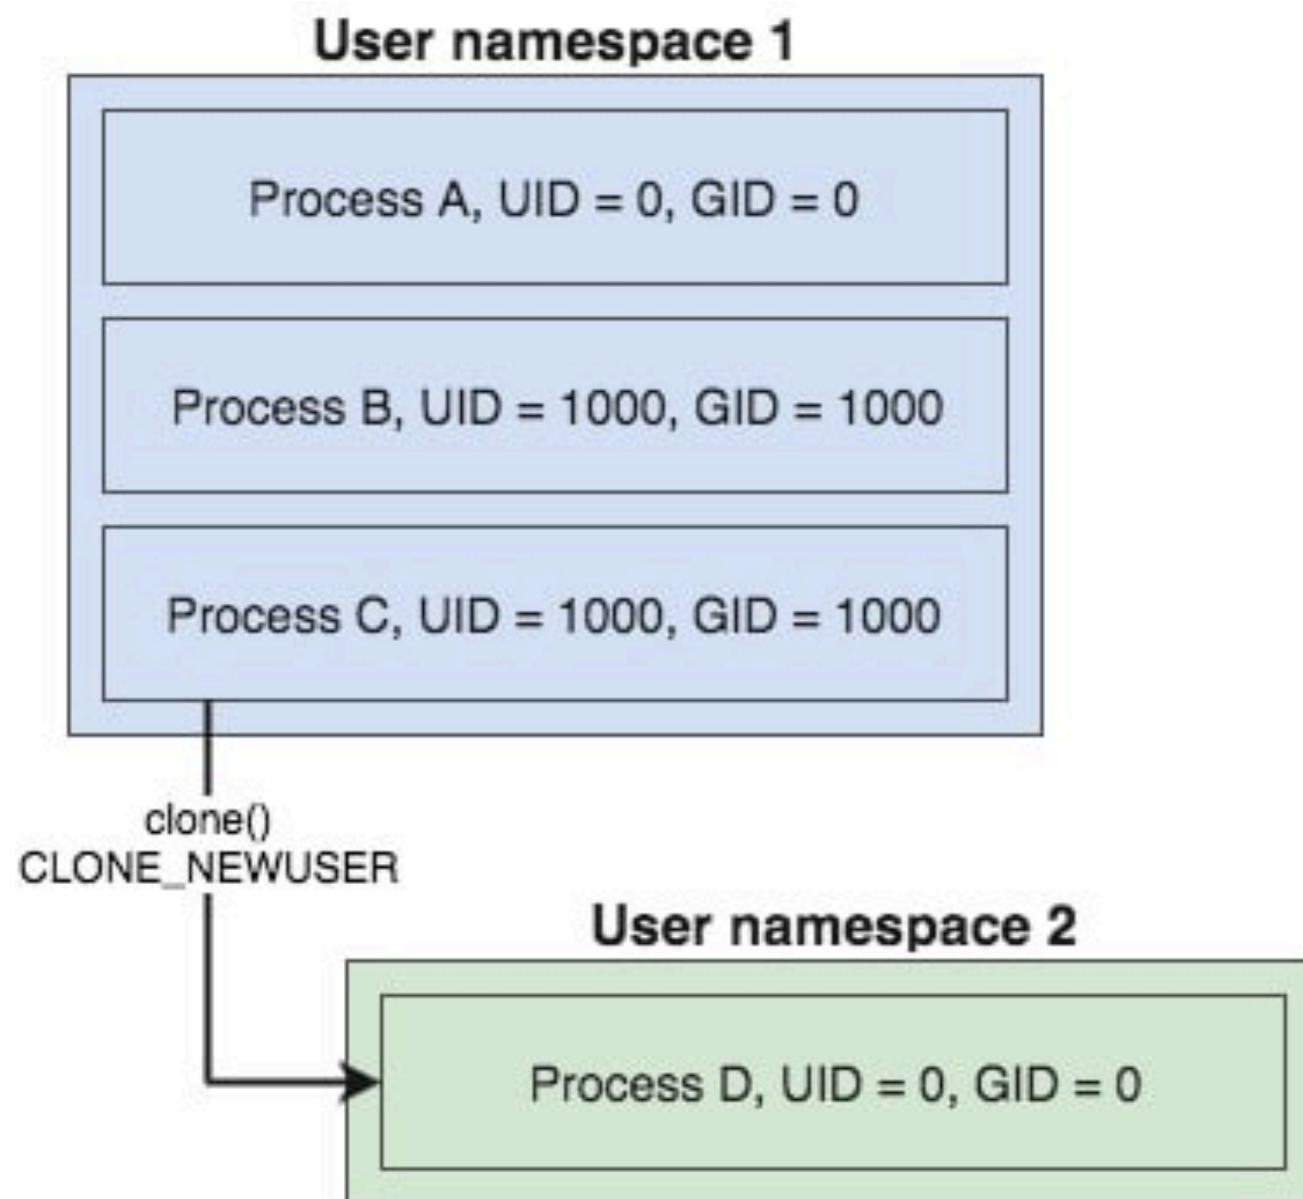 User namespace 1
Process A, UID = 0, GID = 0
Process B, UID = 1000, GID = 1000
Process C, UID = 1000, GID = 1000
clone()
CLONE_NEWUSER
User namespace 2
Process D, UID = 0, GID = 0